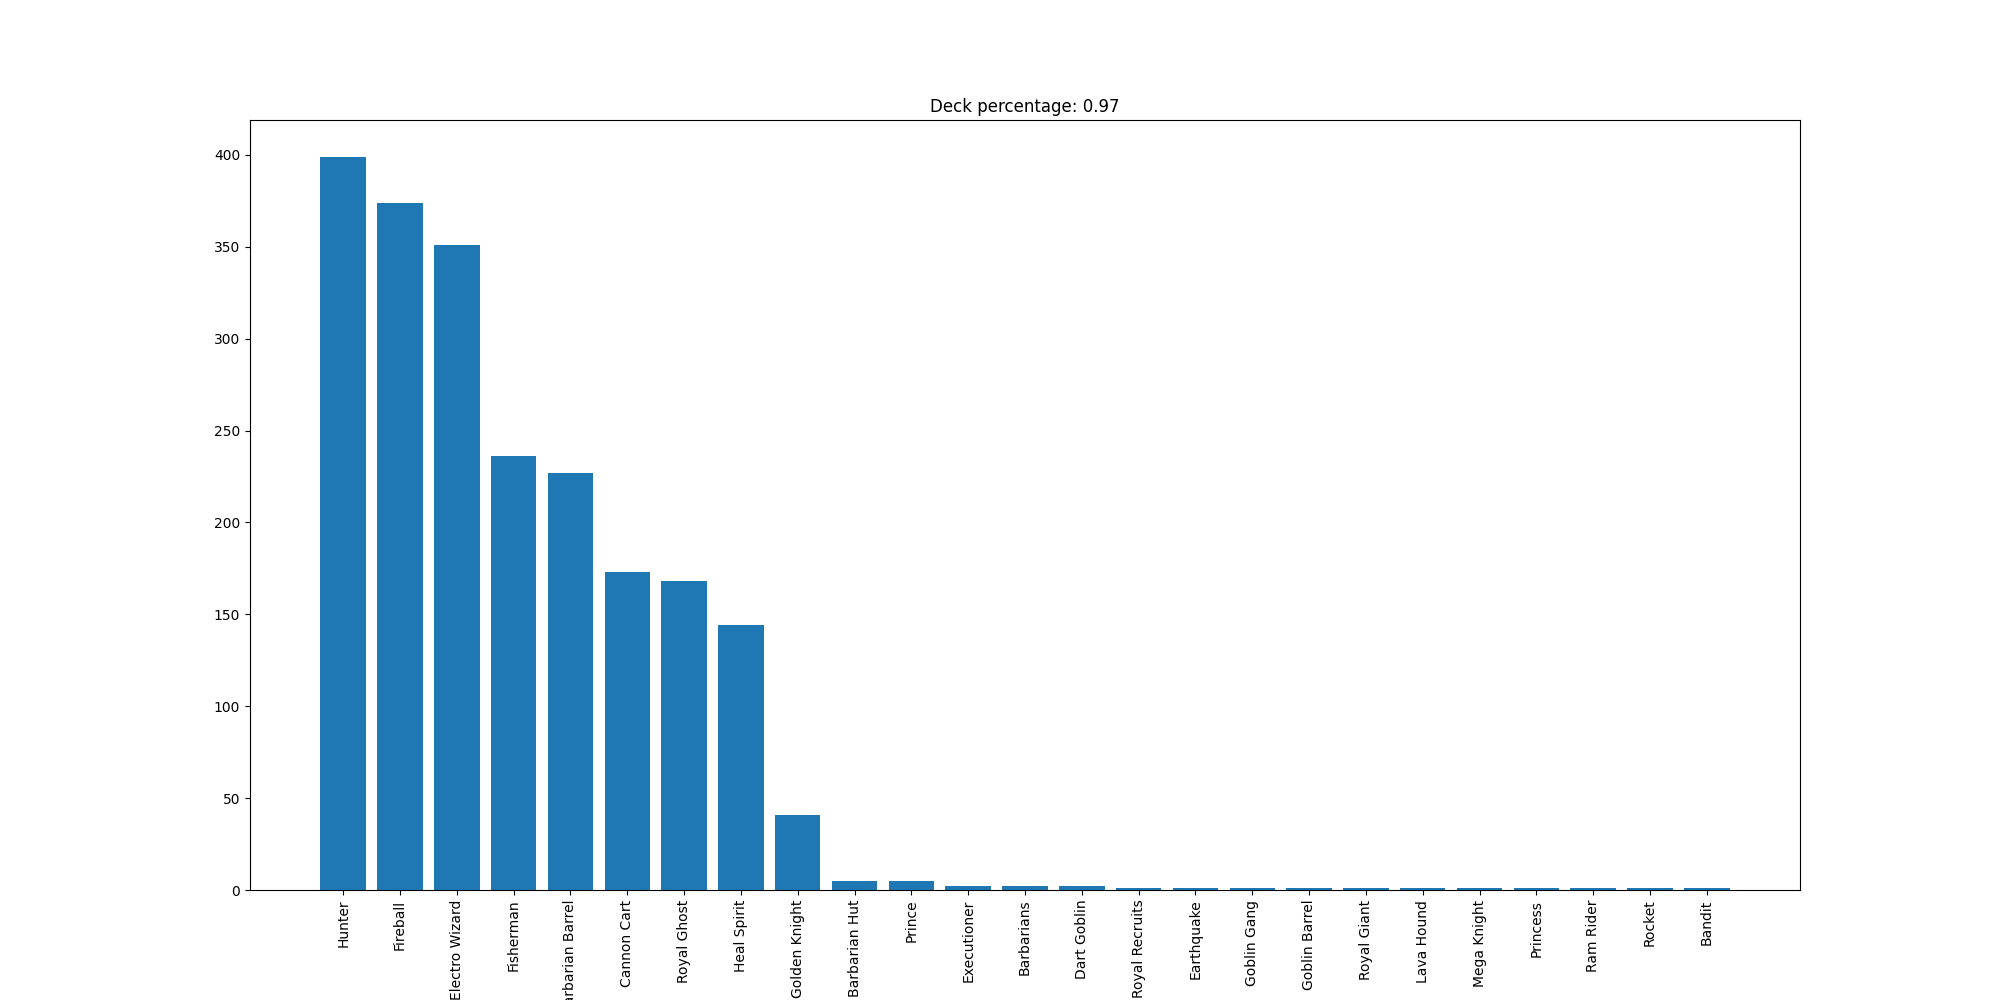 Deck percentage: 0.97
400
350
300
250
200
150
100
50
0
Hunter
Fireball
Electro Wizard
Fisherman
rbarian Barrel
Cannon Cart
Royal Ghost
Heal Spirit
Golden Knight
Barbarian Hut
Prince
Executioner
Barbarians
Dart Goblin
Royal Recruits
Earthquake
Goblin Gang
Goblin Barrel
Royal Giant
Lava Hound
Mega Knight
Princess
Ram Rider
Rocket
Bandit